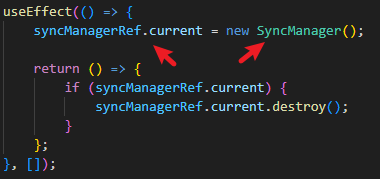 useEffect(() => {
    syncManagerRef.current = new SyncManager();

    return () => {
        if (syncManagerRef.current) {
            syncManagerRef.current.destroy();
        }
    };
}, []);